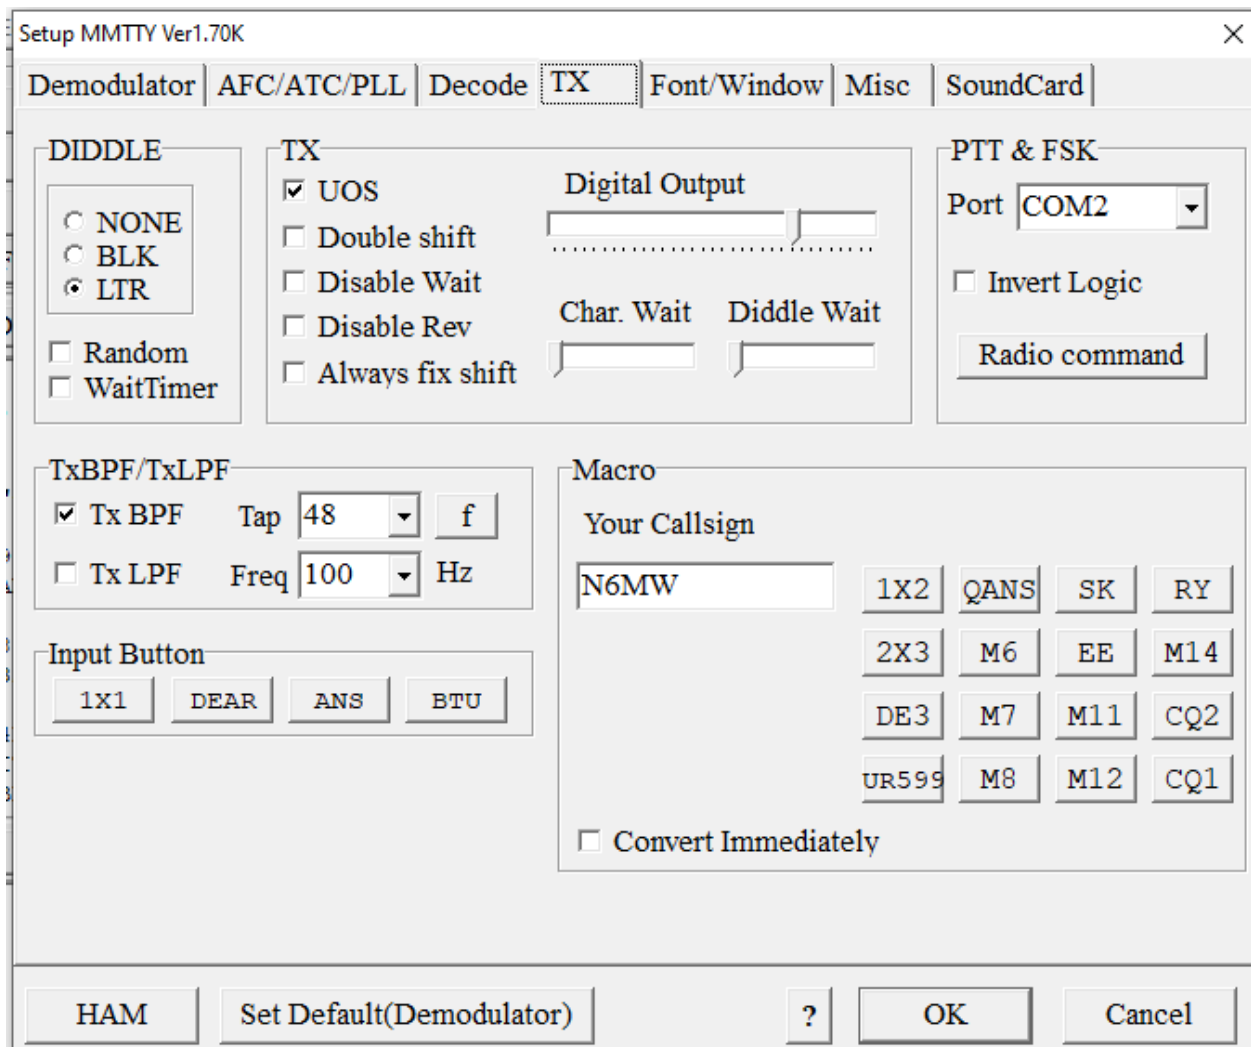 Setup MMTTY Ver1.70K
Demodulator AFC/ATC/PLL Decode TX Font/Window Misc SoundCard
DIDDLE
NONE
BLK
LTR
Random
WaitTimer
TX
UOS
Double shift
Disable Wait
Disable Rev
Always fix shift
Digital Output
Char. Wait Diddle Wait
PTT & FSK
Port COM2
Invert Logic
Radio command
TxBPF/TxLPF
Tx BPF Tap 48 f
Tx LPF Freq 100 Hz
Input Button
1X1 DEAR ANS BTU
Macro
Your Callsign
N6MW
1X2 QANS SK RY
2X3 M6 EE M14
DE3 M7 M11 CQ2
UR599 M8 M12 CQ1
Convert Immediately
HAM Set Default(Demodulator) ? OK Cancel